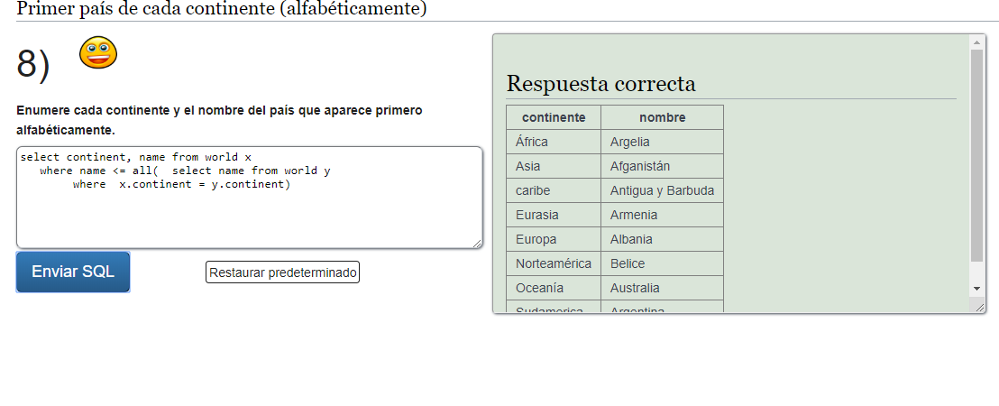 Primer país de cada continente (alfabéticamente)
8)
Enumere cada continente y el nombre del país que aparece primero
alfabéticamente.
select continent, name from world x
where name <= all(  select name from world y
where  x.continent = y.continent)
Enviar SQL
Restaurar predeterminado
Respuesta correcta
continente nombre
África Argelia
Asia Afganistán
caribe Antigua y Barbuda
Eurasia Armenia
Europa Albania
Norteamérica Belice
Oceanía Australia
Sudamerica Argentina